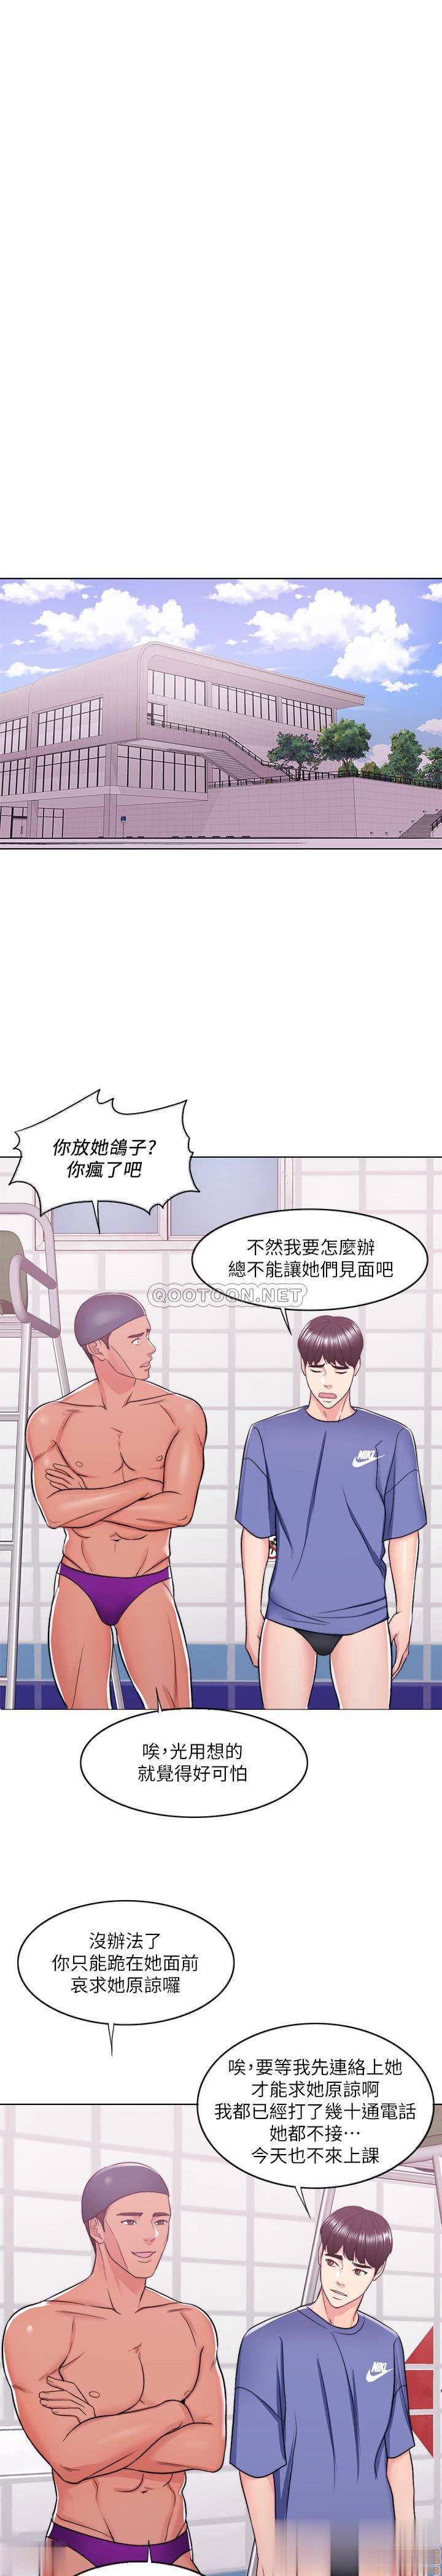 你放她鴿子?
你瘋了吧
不然我要怎麼辦
總不能讓她們見面吧
QOOTOON.NET
NIKI
唉,光用想的
就覺得好可怕
沒辦法了
你只能跪在她面前
哀求她原諒囉
唉,要等我先連絡上她
才能求她原諒啊
我都已經打了幾十通電話
她都不接…
今天也不來上課
NIKI